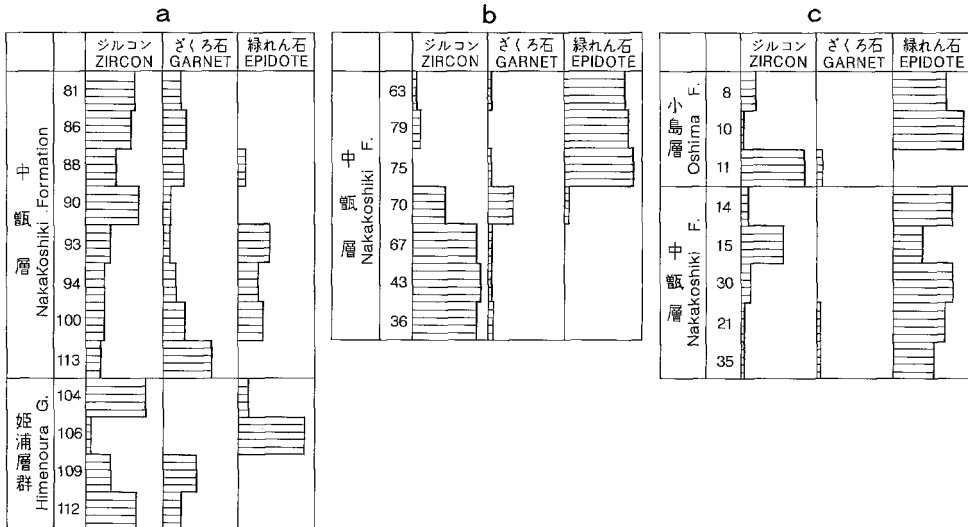 a
ジルコン ざくろ石 緑れん石
ZIRCON GARNET EPIDOTE
中甑層
Nakakoshiki Formation
81
86
88
90
93
94
100
113
姫浦層群
Himenoura G.
104
106
109
112
b
ジルコン ざくろ石 緑れん石
ZIRCON GARNET EPIDOTE
中甑層
Nakakoshiki F.
63
79
75
70
67
43
36
c
ジルコン ざくろ石 緑れん石
ZIRCON GARNET EPIDOTE
小島層
Oshima F.
8
10
11
中甑層
Nakakoshiki F.
14
15
30
21
35